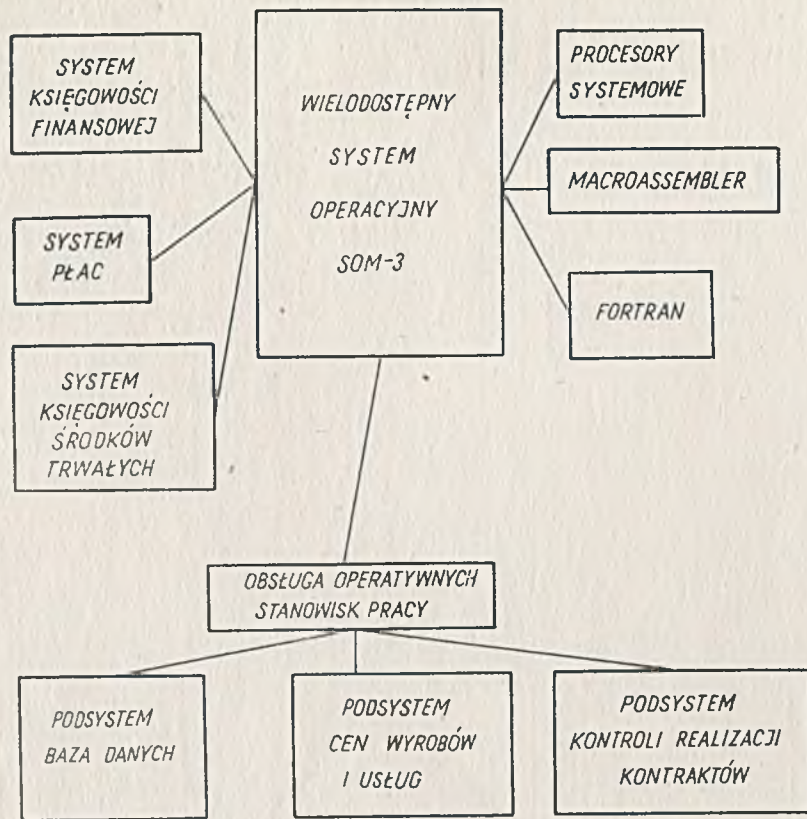 SYSTEM
KSIĘGOWOŚCI
FINANSOWEJ
SYSTEM
PŁAC
SYSTEM
KSIĘGOWOŚCI
ŚRODKÓW
TRWAŁYCH
WIELODOSTĘPNY
SYSTEM
OPERACYJNY
SOM-3
PROCESORY
SYSTEMOWE
MACROASSEMBLER
FORTRAN
OBSŁUGA OPERATYWNYCH
STANOWISK PRACY
PODSYSTEM
BAZA DANYCH
PODSYSTEM
CEN WYROBÓW
I USŁUG
PODSYSTEM
KONTROLI REALIZACJI
KONTRAKTÓW